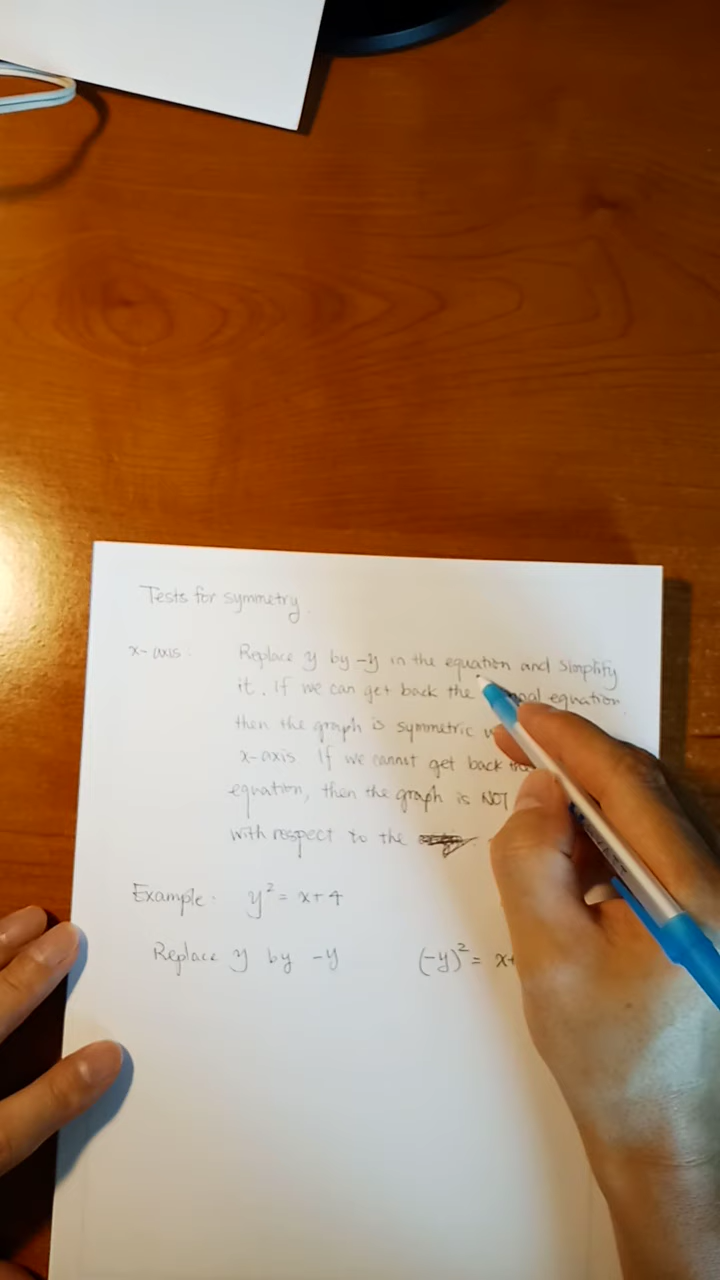 Tests for symmetry.
x-axis: Replace y by -y in the equation and simplify
it. If we can get back the equation
then the graph is symmetric
x-axis. If we cannot get back
equation, then the graph is NOT
with respect to the
Example: y² = x+4
Replace y by -y (-y)² = x+